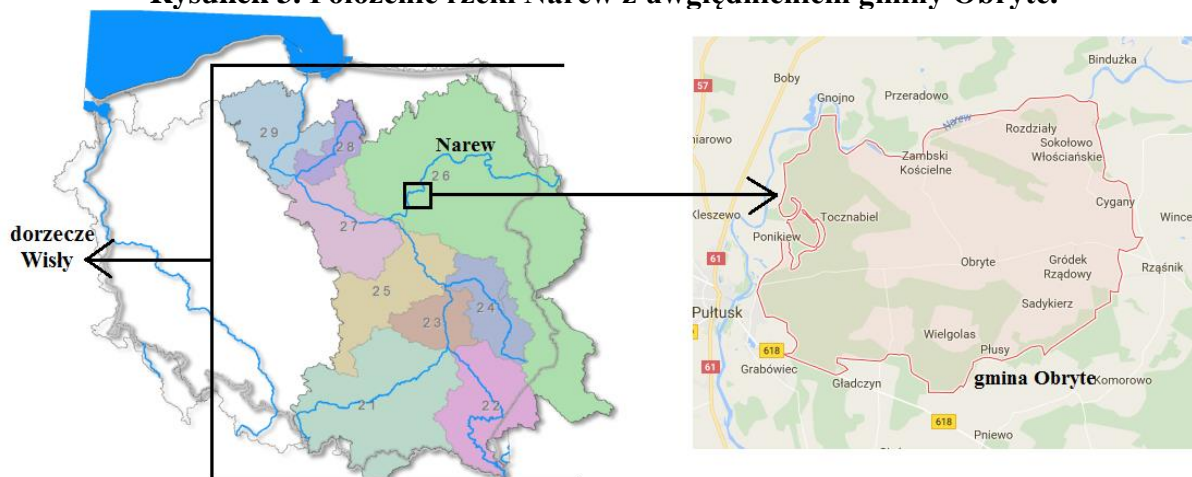 Rysunek 3. Położenie rzeki Narew z uwzględnieniem gminy Obryte.
29
28
Narew
26
27
dorzecze
Wisły
25
24
23
21
22
Bindużka
Boby
57
Przeradowo
Gnojno
Narew
Rozdziały
niarowo
Sokołowo
Włościańskie
Zambski
Kościelne
Cygany
Kleszewo
Tocznabiel
Wince
Ponikiew
61
Obryte
Gródek
Rządowy
Rząśnik
Sadykierz
Pułtusk
Wielgolas
Płusy
618
Grabówiec
61
Gładczyn
gmina Obryte
Komorowo
618
Pniewo